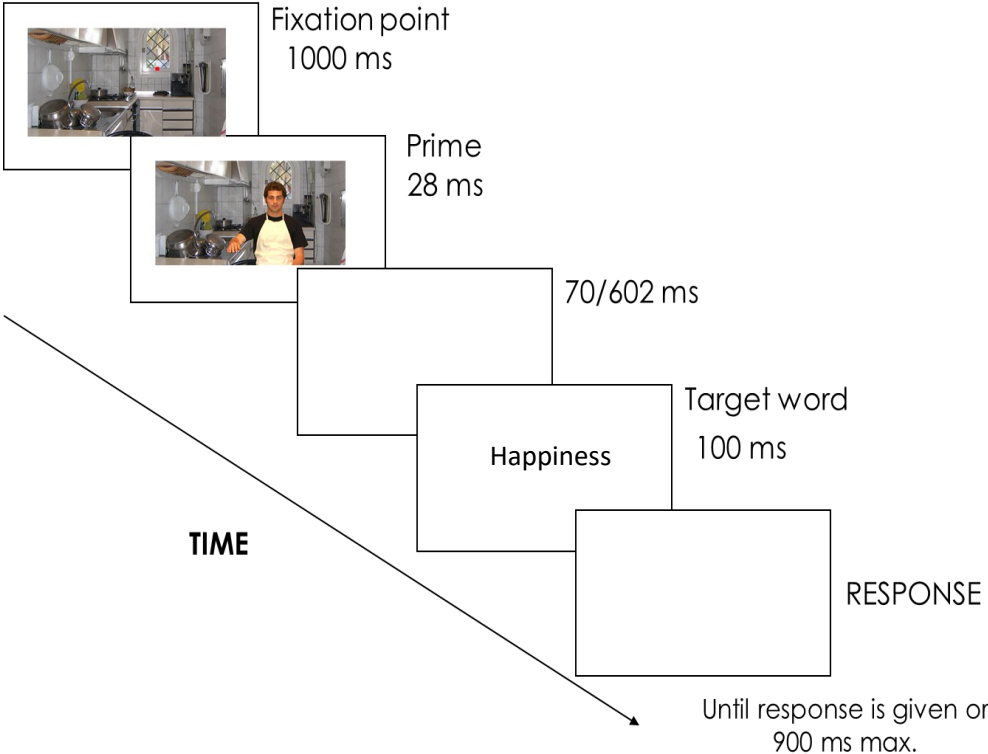 Fixation point
1000 ms
Prime
28 ms
70/602 ms
Target word
100 ms
Happiness
TIME
RESPONSE
Until response is given or
900 ms max.